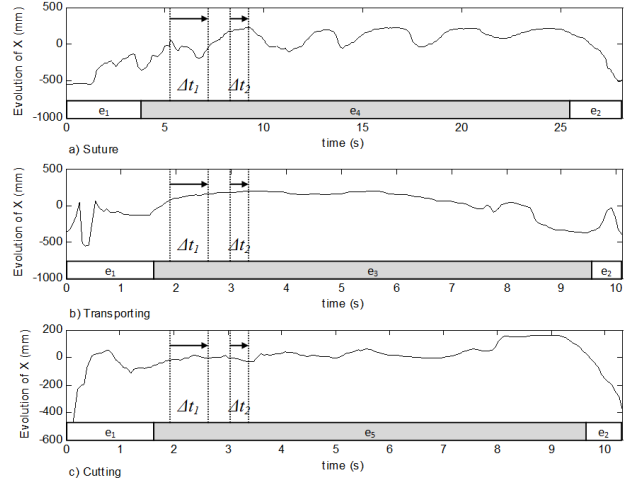 Evolution of X (mm)
500
0
-500
-1000
Δt1 Δt2
e1 e4 e2
0 5 10 15 20 25
time (s)
a) Suture
Evolution of X (mm)
500
0
-500
-1000
Δt1 Δt2
e1 e3 e2
0 1 2 3 4 5 6 7 8 9 10
time (s)
b) Transporting
Evolution of X (mm)
200
0
-200
-400
-600
Δt1 Δt2
e1 e5 e2
0 1 2 3 4 5 6 7 8 9 10
time (s)
c) Cutting